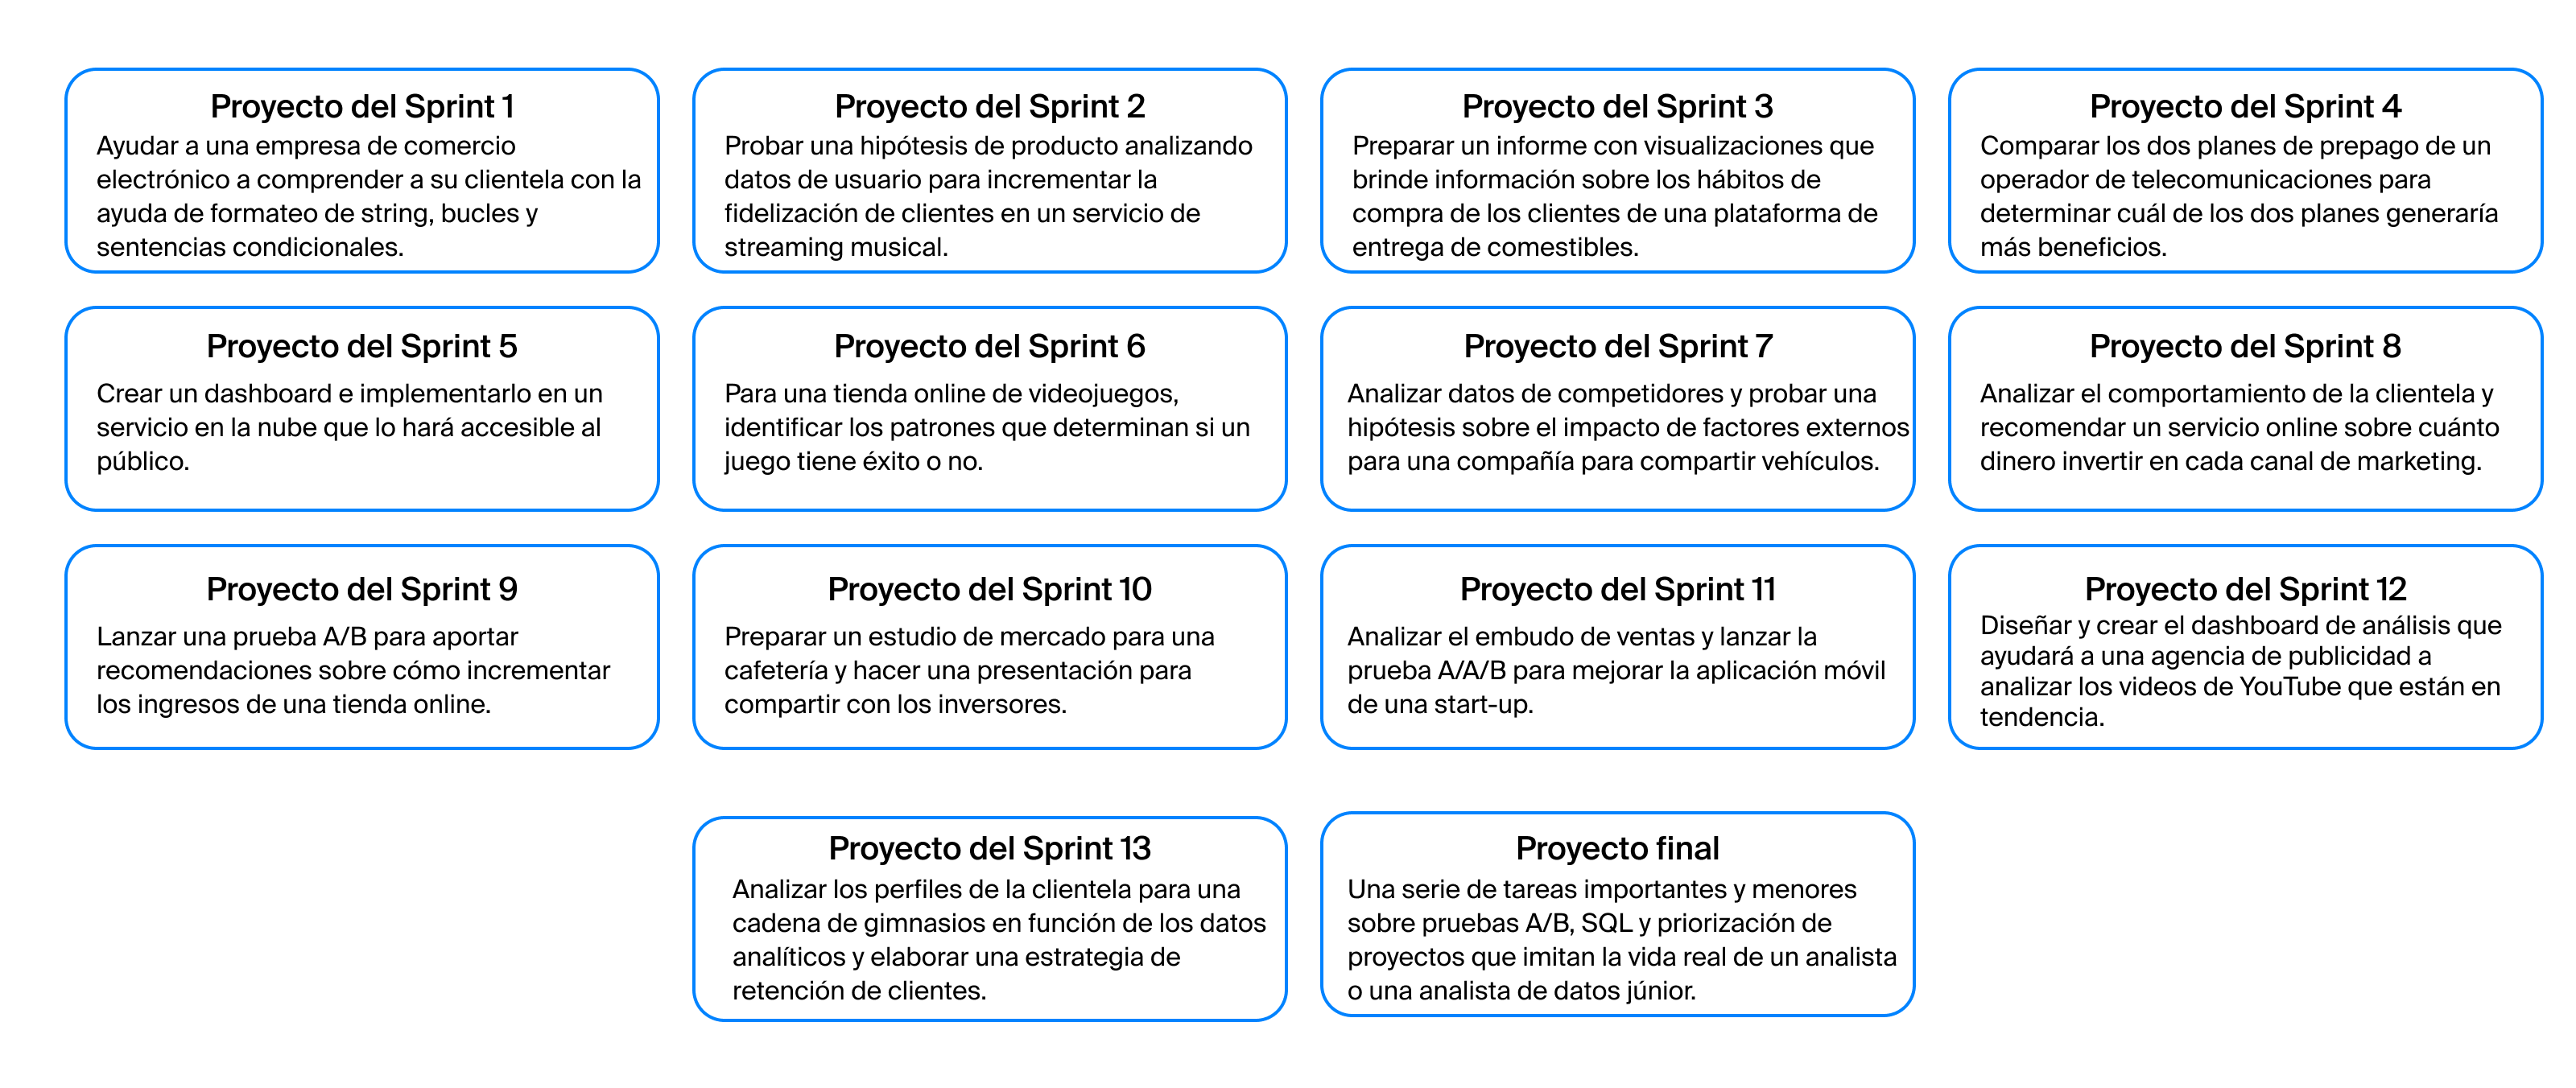 Proyecto del Sprint 1
Ayudar a una empresa de comercio
electrónico a comprender a su clientela con la
ayuda de formateo de string, bucles y
sentencias condicionales.
Proyecto del Sprint 2
Probar una hipótesis de producto analizando
datos de usuario para incrementar la
fidelización de clientes en un servicio de
streaming musical.
Proyecto del Sprint 3
Preparar un informe con visualizaciones que
brinde información sobre los hábitos de
compra de los clientes de una plataforma de
entrega de comestibles.
Proyecto del Sprint 4
Comparar los dos planes de prepago de un
operador de telecomunicaciones para
determinar cuál de los dos planes generaría
más beneficios.
Proyecto del Sprint 5
Crear un dashboard e implementarlo en un
servicio en la nube que lo hará accesible al
público.
Proyecto del Sprint 6
Para una tienda online de videojuegos,
identificar los patrones que determinan si un
juego tiene éxito o no.
Proyecto del Sprint 7
Analizar datos de competidores y probar una
hipótesis sobre el impacto de factores externos
para una compañía para compartir vehículos.
Proyecto del Sprint 8
Analizar el comportamiento de la clientela y
recomendar un servicio online sobre cuánto
dinero invertir en cada canal de marketing.
Proyecto del Sprint 9
Lanzar una prueba A/B para aportar
recomendaciones sobre cómo incrementar
los ingresos de una tienda online.
Proyecto del Sprint 10
Preparar un estudio de mercado para una
cafetería y hacer una presentación para
compartir con los inversores.
Proyecto del Sprint 11
Analizar el embudo de ventas y lanzar la
prueba A/A/B para mejorar la aplicación móvil
de una start-up.
Proyecto del Sprint 12
Diseñar y crear el dashboard de análisis que
ayudará a una agencia de publicidad a
analizar los videos de YouTube que están en
tendencia.
Proyecto del Sprint 13
Analizar los perfiles de la clientela para una
cadena de gimnasios en función de los datos
analíticos y elaborar una estrategia de
retención de clientes.
Proyecto final
Una serie de tareas importantes y menores
sobre pruebas A/B, SQL y priorización de
proyectos que imitan la vida real de un analista
o una analista de datos júnior.